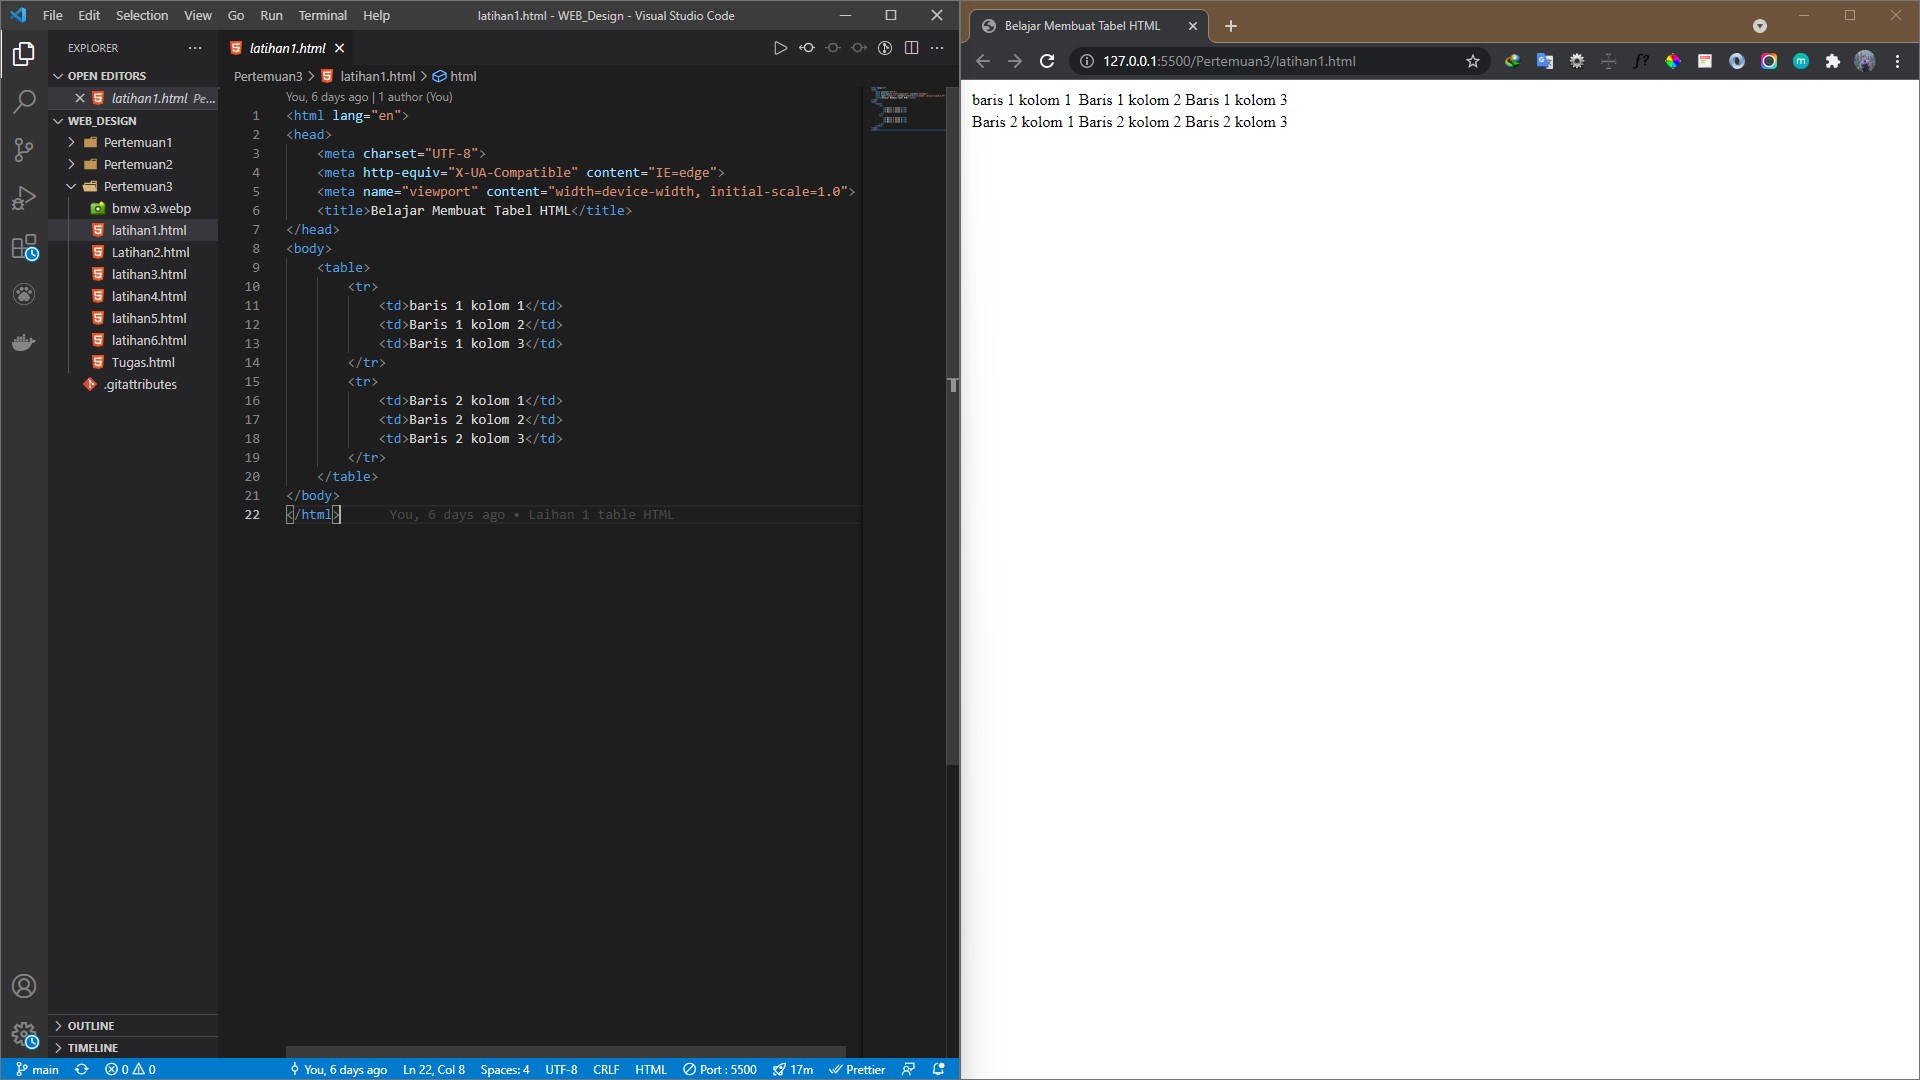 File Edit Selection View Go Run Terminal Help latihan1.html - WEB_Design - Visual Studio Code
EXPLORER
OPEN EDITORS
latihan1.html Pe...
WEB_DESIGN
Pertemuan1
Pertemuan2
Pertemuan3
bmw x3.webp
latihan1.html
Latihan2.html
latihan3.html
latihan4.html
latihan5.html
latihan6.html
Tugas.html
.gitattributes
OUTLINE
TIMELINE
latihan1.html
Pertemuan3 > latihan1.html > html
You, 6 days ago | 1 author (You)
1 <html lang="en">
2 <head>
3 <meta charset="UTF-8">
4 <meta http-equiv="X-UA-Compatible" content="IE=edge">
5 <meta name="viewport" content="width=device-width, initial-scale=1.0">
6 <title>Belajar Membuat Tabel HTML</title>
7 </head>
8 <body>
9 <table>
10 <tr>
11 <td>baris 1 kolom 1</td>
12 <td>Baris 1 kolom 2</td>
13 <td>Baris 1 kolom 3</td>
14 </tr>
15 <tr>
16 <td>Baris 2 kolom 1</td>
17 <td>Baris 2 kolom 2</td>
18 <td>Baris 2 kolom 3</td>
19 </tr>
20 </table>
21 </body>
22 </html> You, 6 days ago • Laihan 1 table HTML
main 0 0 You, 6 days ago Ln 22, Col 8 Spaces: 4 UTF-8 CRLF HTML Port : 5500 17m Prettier
Belajar Membuat Tabel HTML
127.0.0.1:5500/Pertemuan3/latihan1.html
f?
m
baris 1 kolom 1 Baris 1 kolom 2 Baris 1 kolom 3
Baris 2 kolom 1 Baris 2 kolom 2 Baris 2 kolom 3